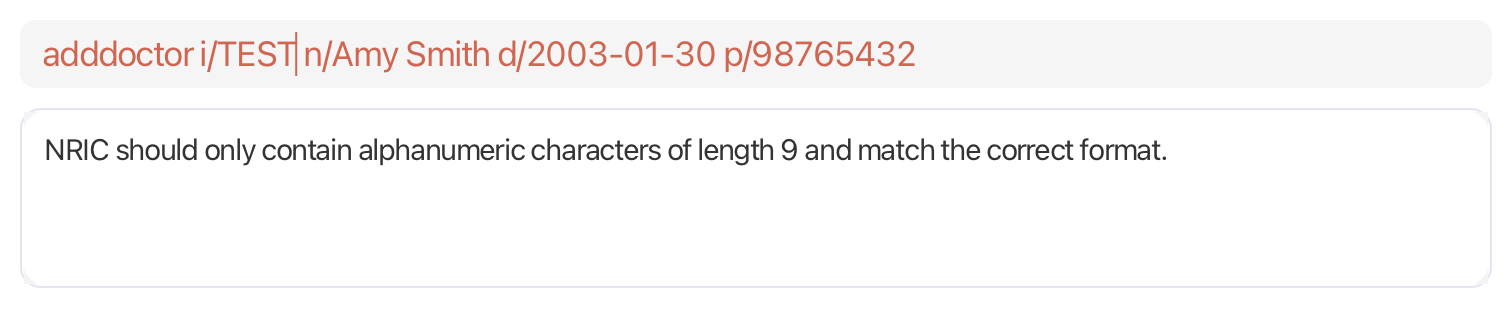 adddoctor i/TEST n/Amy Smith d/2003-01-30 p/98765432
NRIC should only contain alphanumeric characters of length 9 and match the correct format.